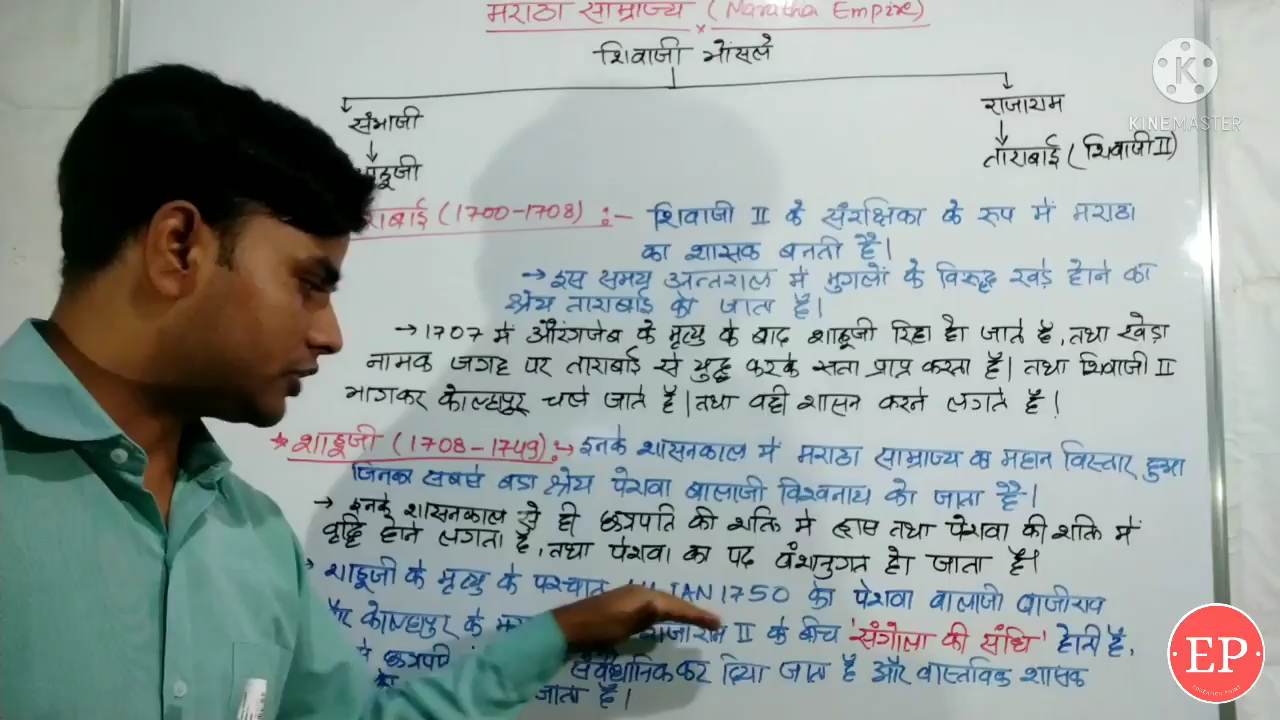 मराठा साम्राज्य (Maratha Empire)
शिवाजी भोंसले
संभाजी
राजाराम
शाहूजी
ताराबाई (शिवाजी II)
ताराबाई (1700-1708) :- शिवाजी II के संरक्षिका के रूप में मराठा
का शासक बनती है।
→ इस समय अन्तराल में मुगलों के विरूद्ध खड़े होने का
श्रेय ताराबाई को जाता है।
→ 1707 में औरंगजेब के मृत्यु के बाद शाहूजी रिहा हो जाते है, तथा खेड़ा
नामक जगह पर ताराबाई से युद्ध करके सत्ता प्राप्त करता है। तथा शिवाजी II
भागकर कोल्हापुर चले जाते है। तथा वही शासन करने लगते है।
* शाहूजी (1708-1749) :→ इनके शासनकाल में मराठा साम्राज्य का महान विस्तार हुआ
जिनका सबसे बड़ा श्रेय पेशवा बालाजी विश्वनाथ को जाता है।
→ इनके शासनकाल से ही छत्रपति की शक्ति में ह्रास तथा पेशवा की शक्ति में
वृद्धि होने लगता है, तथा पेशवा का पद वंशानुगत हो जाता है।
शाहूजी के मृत्यु के पश्चात JAN 1750 को पेशवा बालाजी बाजीराव
कोल्हापुर के राजाराम II के बीच 'संगोला की संधि' होती है,
छत्रपति संवैधानिक कर दिया जाता है और वास्तविक शासक
जाता है।
KINEMASTER
EP